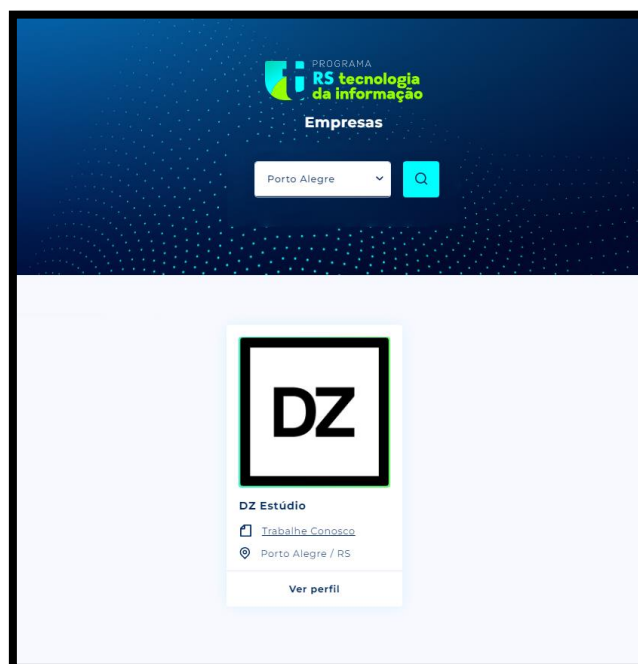 PROGRAMA
RS tecnologia
da informação
Empresas
Porto Alegre
DZ
DZ Estúdio
Trabalhe Conosco
Porto Alegre / RS
Ver perfil